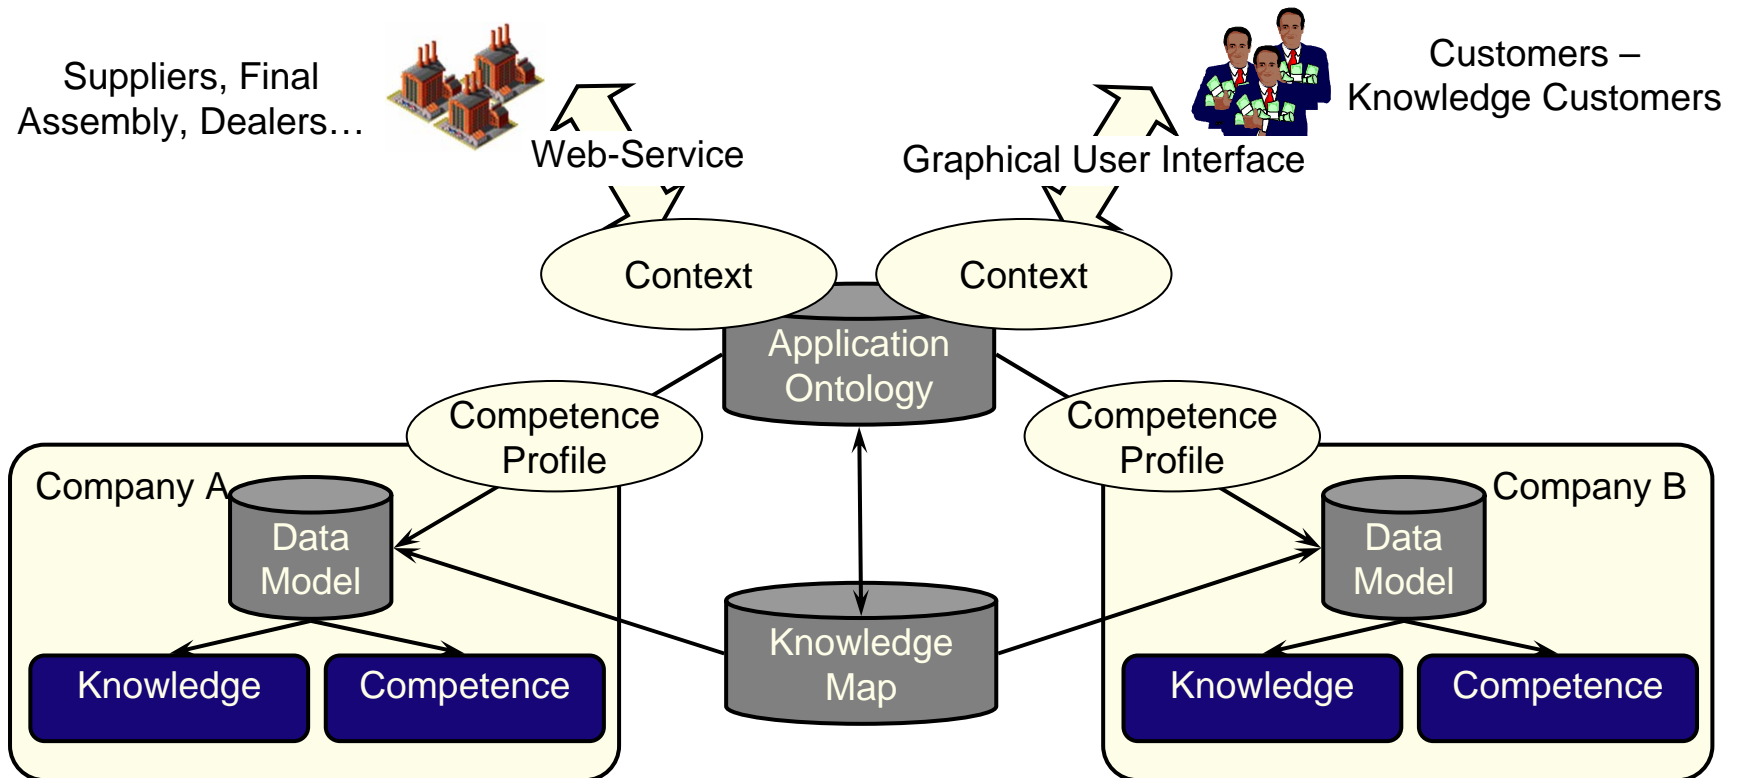 Suppliers, Final
Assembly, Dealers…
Customers –
Knowledge Customers
Web-Service
Graphical User Interface
Context
Context
Application
Ontology
Competence
Profile
Competence
Profile
Company A
Company B
Data
Model
Data
Model
Knowledge
Map
Knowledge
Competence
Knowledge
Competence